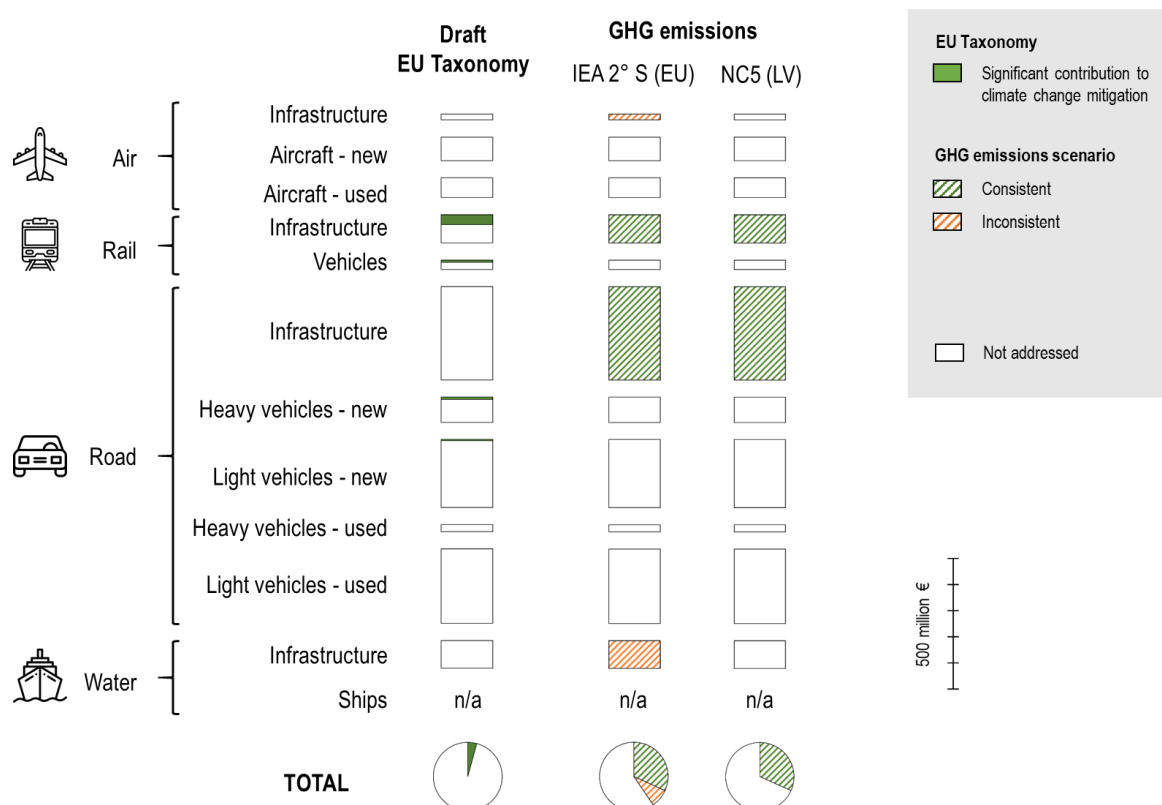 Draft
EU Taxonomy
GHG emissions
IEA 2° S (EU)
NC5 (LV)
Air
Infrastructure
Aircraft - new
Aircraft - used
Rail
Infrastructure
Vehicles
Road
Infrastructure
Heavy vehicles - new
Light vehicles - new
Heavy vehicles - used
Light vehicles - used
Water
Infrastructure
Ships
n/a
n/a
n/a
TOTAL
EU Taxonomy
Significant contribution to
climate change mitigation
GHG emissions scenario
Consistent
Inconsistent
Not addressed
500 million €